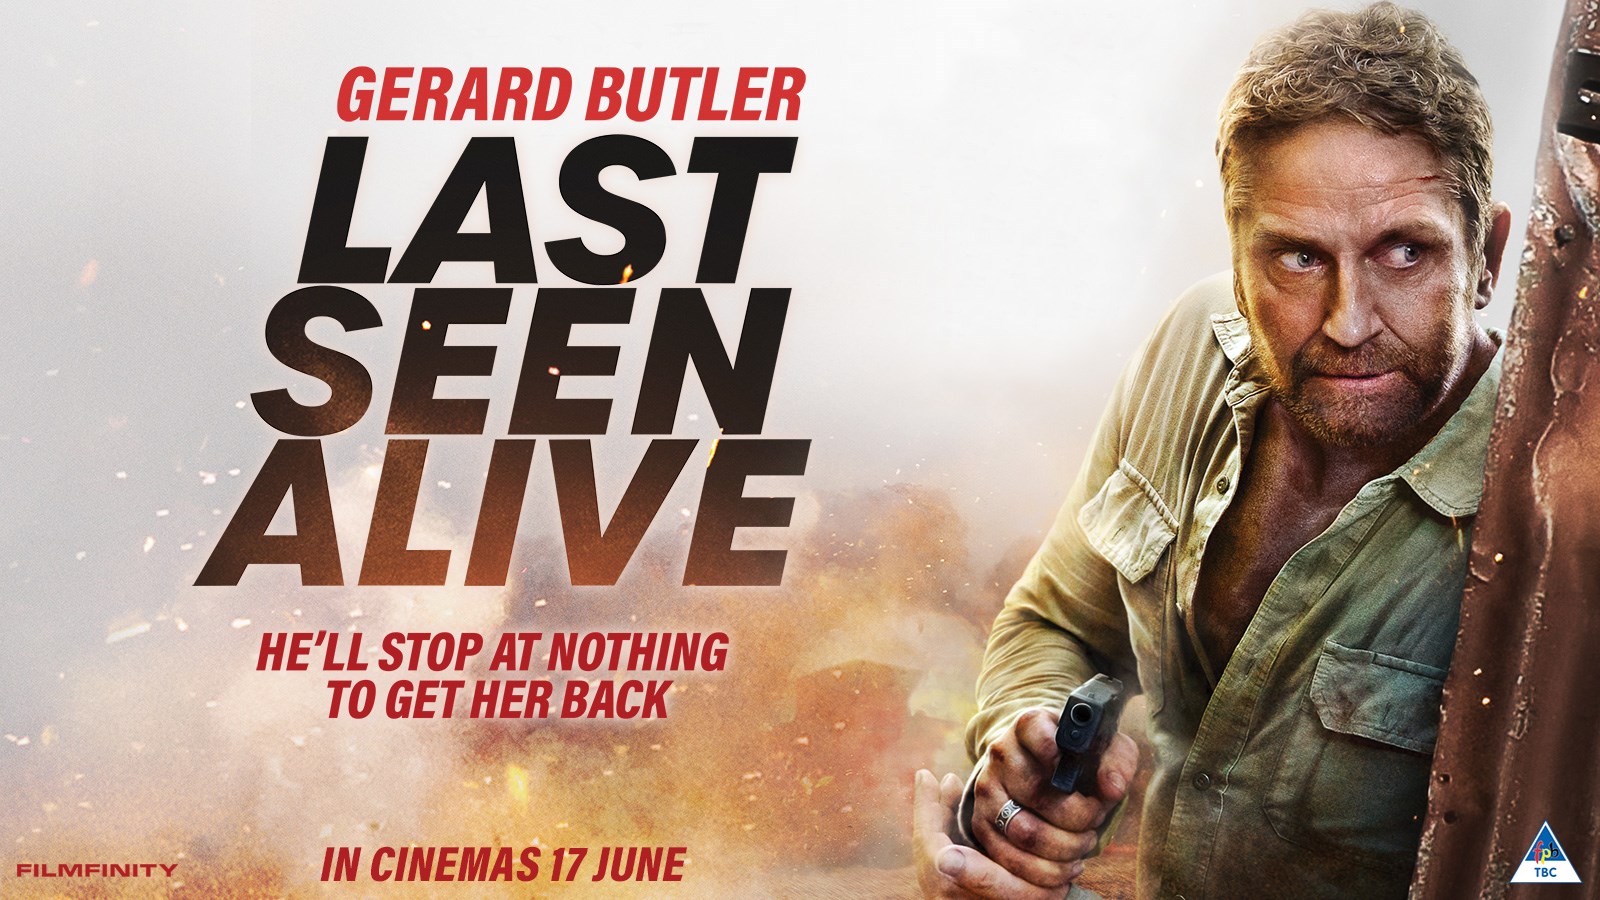 GERARD BUTLER
LAST
SEEN
ALIVE
HE'LL STOP AT NOTHING
TO GET HER BACK
IN CINEMAS 17 JUNE
FILMFINITY
fpb
TBC